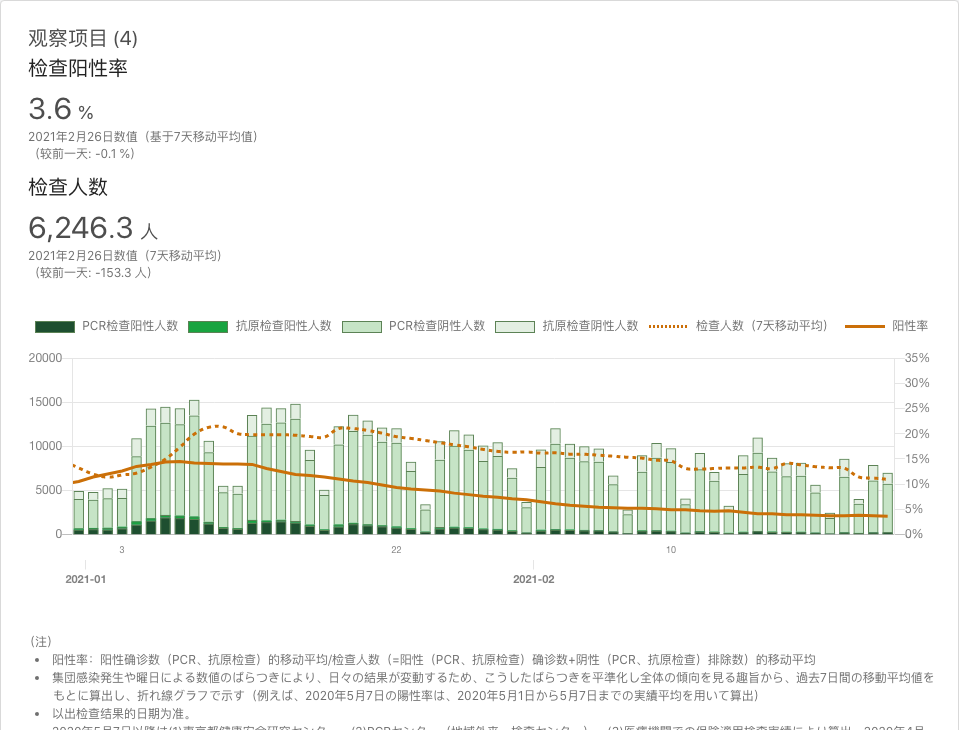 观察项目 (4)
检查阳性率
3.6 %
2021年2月26日数值（基于7天移动平均值）
（较前一天: -0.1 %）
检查人数
6,246.3 人
2021年2月26日数值（7天移动平均）
（较前一天: -153.3 人）
PCR检查阳性人数 抗原检查阳性人数 PCR检查阴性人数 抗原检查阴性人数 检查人数（7天移动平均） 阳性率
20000 35%
30%
15000 25%
20%
10000 15%
5000 10%
5%
0 0%
3 22 10
2021-01 2021-02
（注）
• 阳性率：阳性确诊数（PCR、抗原检查）的移动平均/检查人数（=阳性（PCR、抗原检查）确诊数+阴性（PCR、抗原检查）排除数）的移动平均
• 集団感染発生や曜日による数値のばらつきにより、日々の結果が変動するため、こうしたばらつきを平準化し全体の傾向を見る趣旨から、過去7日間の移動平均値を
もとに算出し、折れ線グラフで示す（例えば、2020年5月7日の陽性率は、2020年5月1日から5月7日までの実績平均を用いて算出）
• 以出检查结果的日期为准。